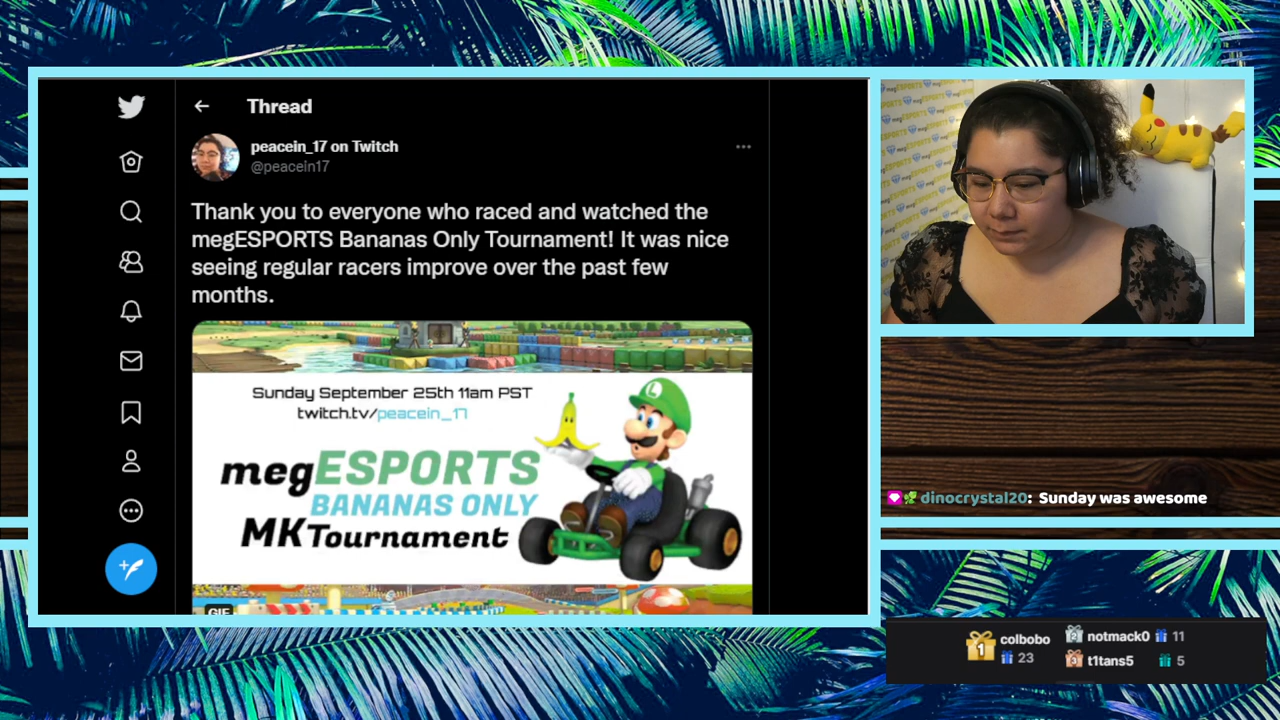 Thread
peacein_17 on Twitch
@peacein17
Thank you to everyone who raced and watched the
megESPORTS Bananas Only Tournament! It was nice
seeing regular racers improve over the past few
months.
Sunday September 25th 11am PST
twitch.tv/peacein_17
megESPORTS
BANANAS ONLY
MKTournament
GIF
dinocrystal20: Sunday was awesome
1 colbobo 23
2 notmack0 11
3 t1tans5 5